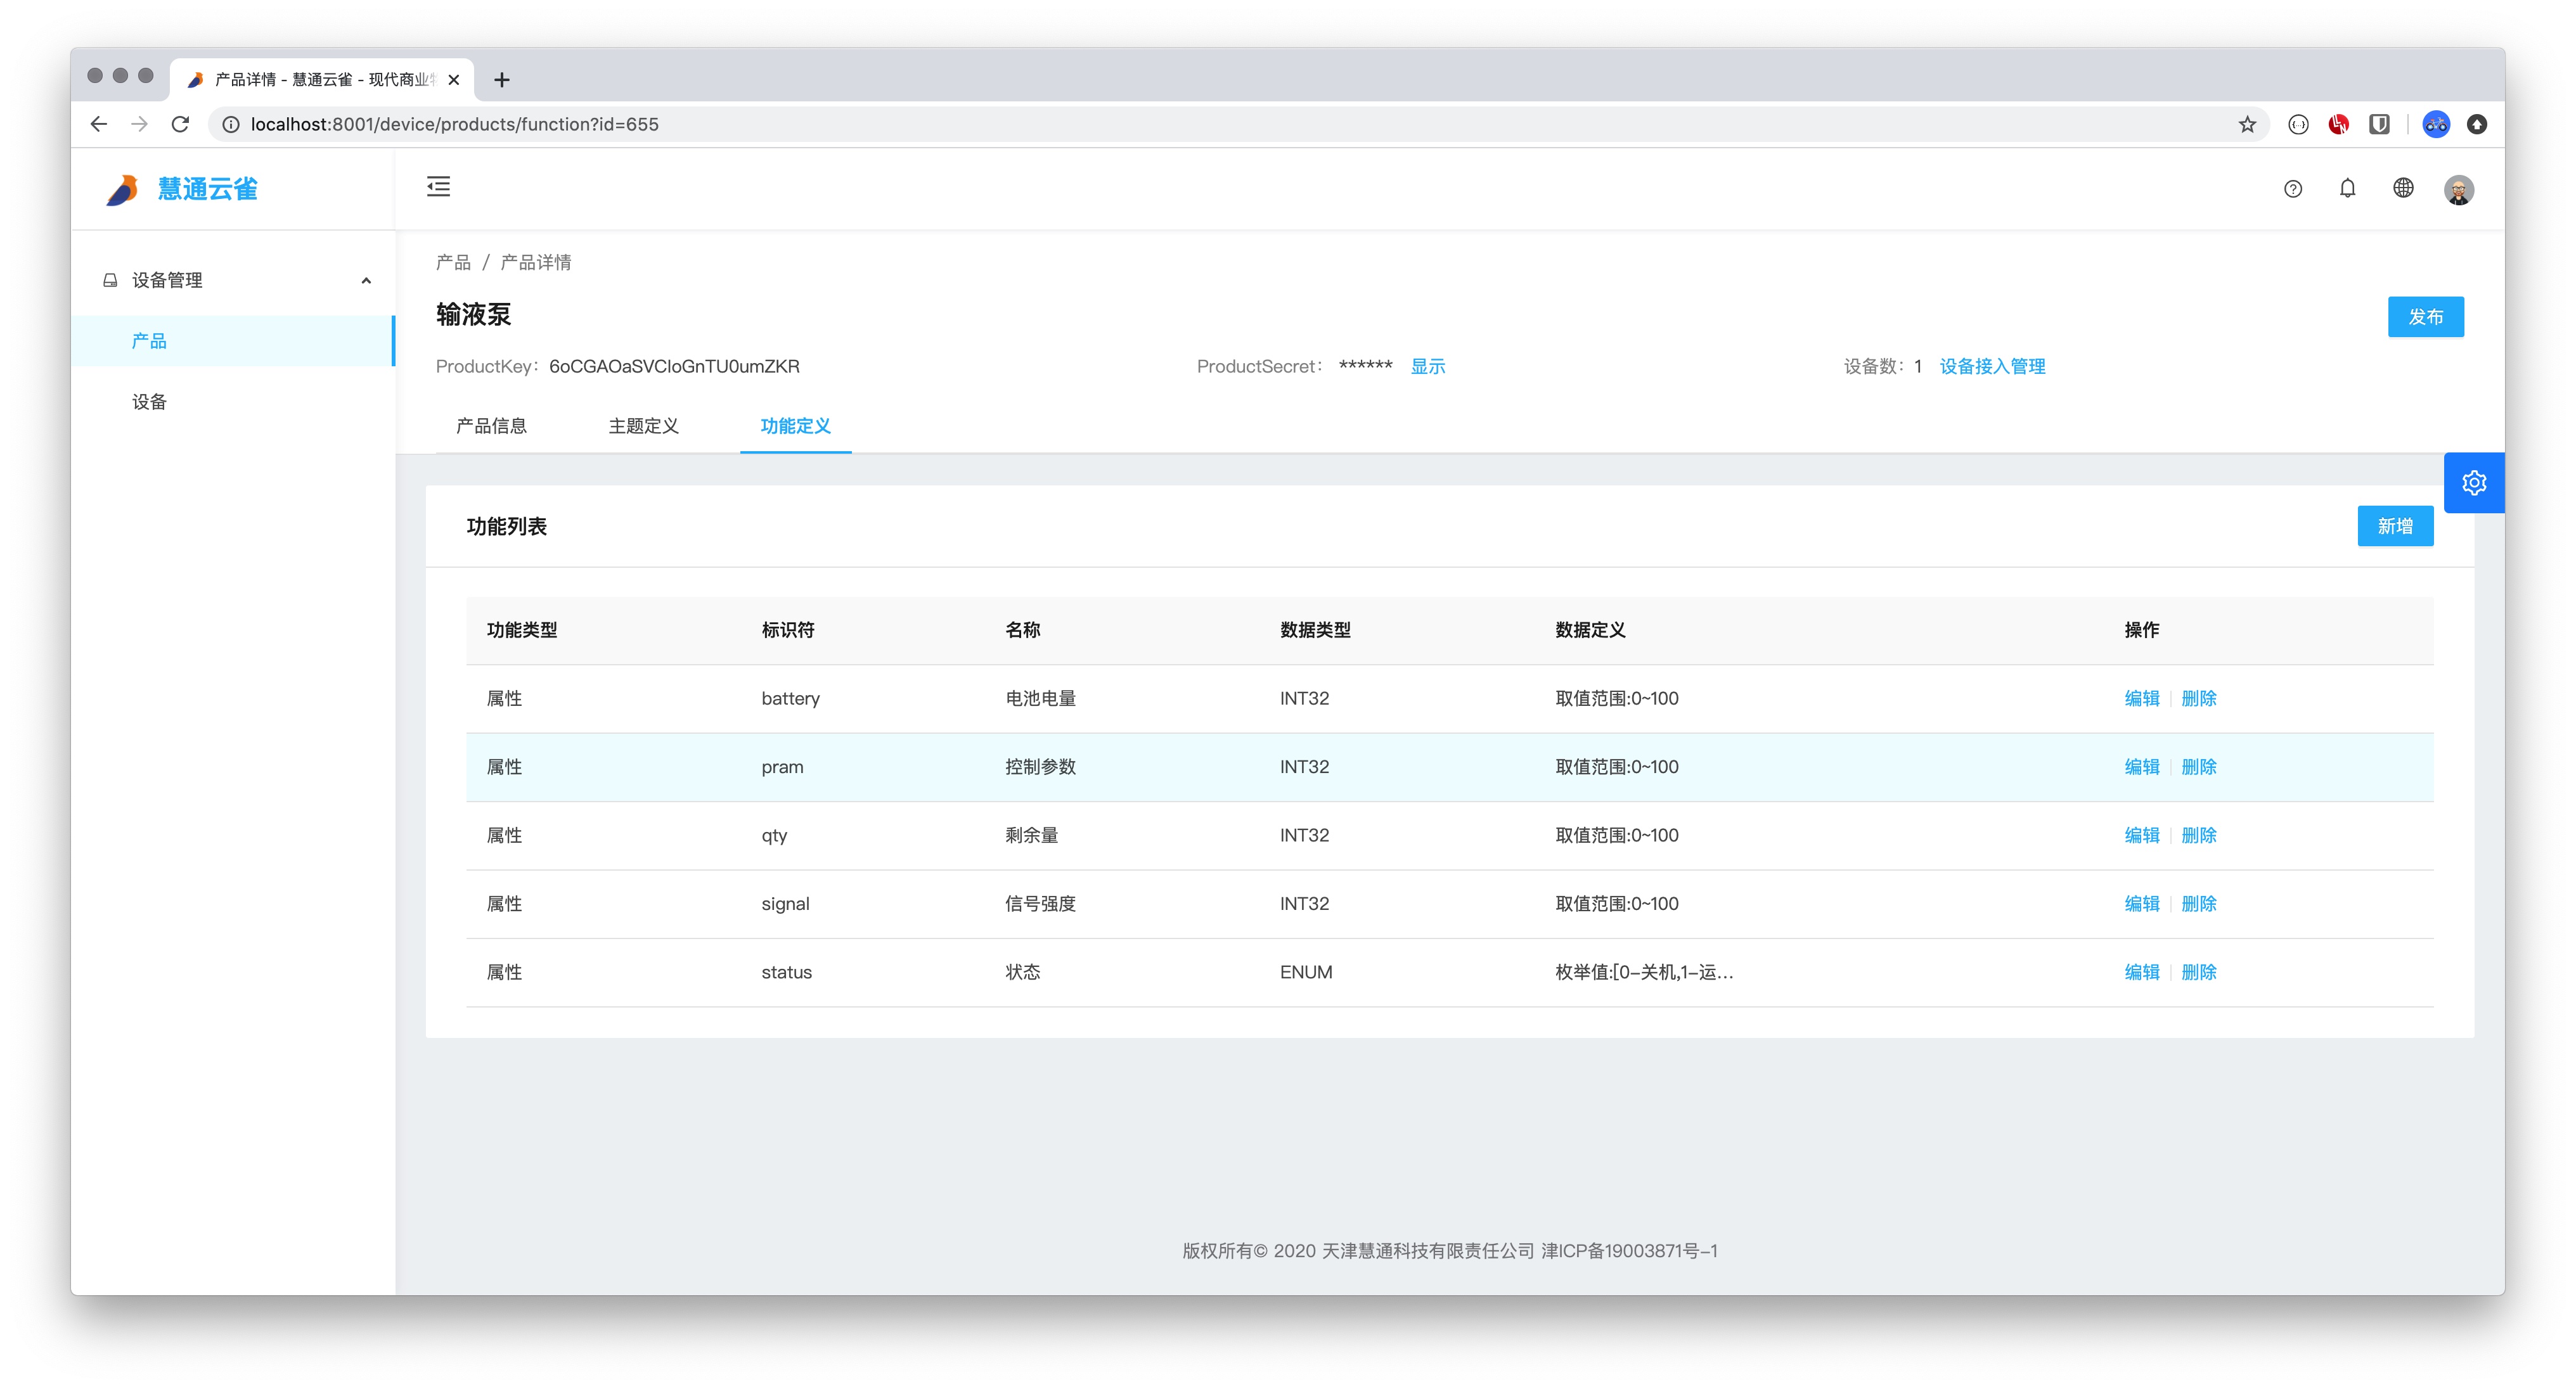 产品详情 - 慧通云雀 - 现代商业
localhost:8001/device/products/function?id=655
慧通云雀
设备管理
产品
设备
产品 / 产品详情
输液泵
发布
ProductKey: 6oCGAOaSVCloGnTU0umZKR
ProductSecret: ****** 显示
设备数: 1 设备接入管理
产品信息 主题定义 功能定义
功能列表
新增
功能类型 标识符 名称 数据类型 数据定义 操作
属性 battery 电池电量 INT32 取值范围:0~100 编辑 删除
属性 pram 控制参数 INT32 取值范围:0~100 编辑 删除
属性 qty 剩余量 INT32 取值范围:0~100 编辑 删除
属性 signal 信号强度 INT32 取值范围:0~100 编辑 删除
属性 status 状态 ENUM 枚举值:[0-关机,1-运... 编辑 删除
版权所有© 2020 天津慧通科技有限责任公司 津ICP备19003871号-1